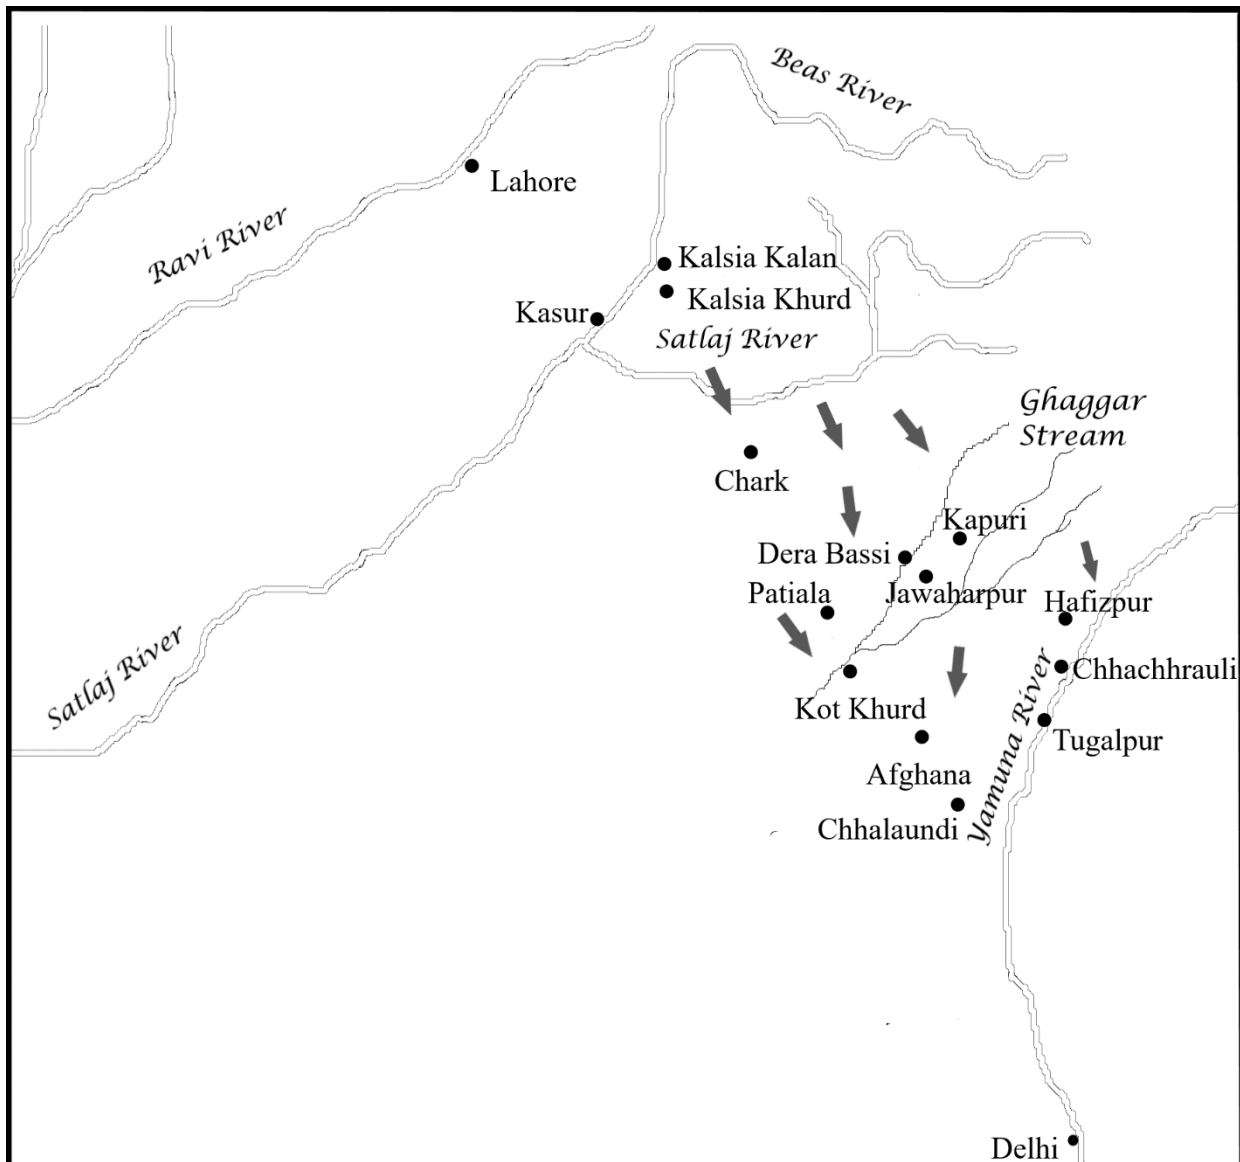 Beas River
Lahore
Ravi River
Kalsia Kalan
Kalsia Khurd
Kasur
Satlaj River
Ghaggar
Stream
Chark
Kapuri
Dera Bassi
Patiala
Jawaharpur
Hafizpur
Satlaj River
Chhachhrauli
Kot Khurd
Yamuna River
Tugalpur
Afghana
Chhalaundi
Delhi